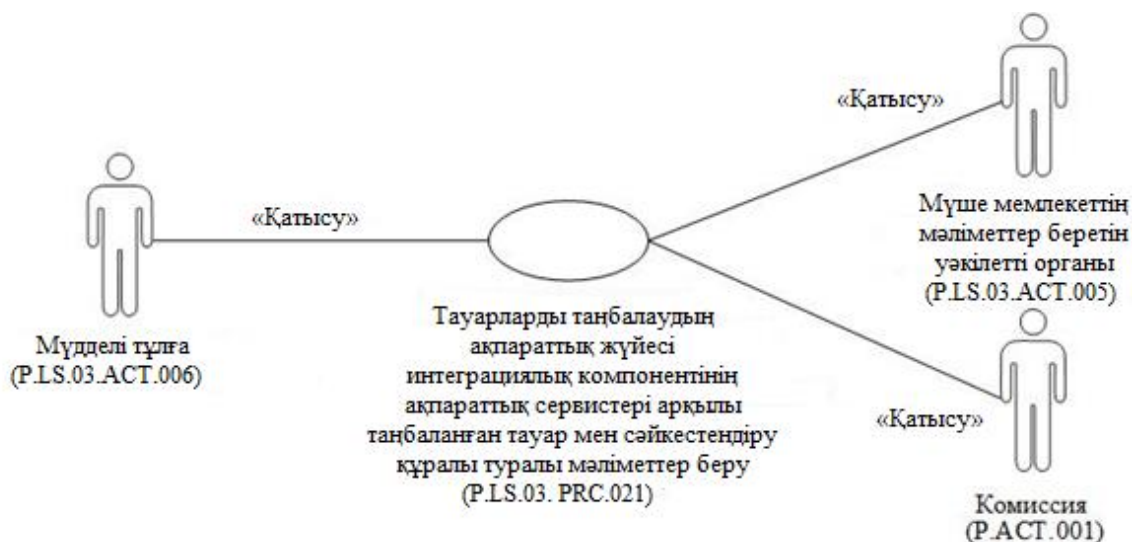 «Қатысу»
Мүдделі тұлға
(P.LS.03.ACT.006)
Тауарларды таңбалаудың
ақпараттық жүйесі
интеграциялық компонентінің
ақпараттық сервистері арқылы
таңбаланған тауар мен сәйкестендіру
құралы туралы мәліметтер беру
(P.LS.03. PRC.021)
«Қатысу»
Мүше мемлекеттің
мәліметтер беретін
уәкілетті органы
(P.LS.03.ACT.005)
«Қатысу»
Комиссия
(P.ACT.001)